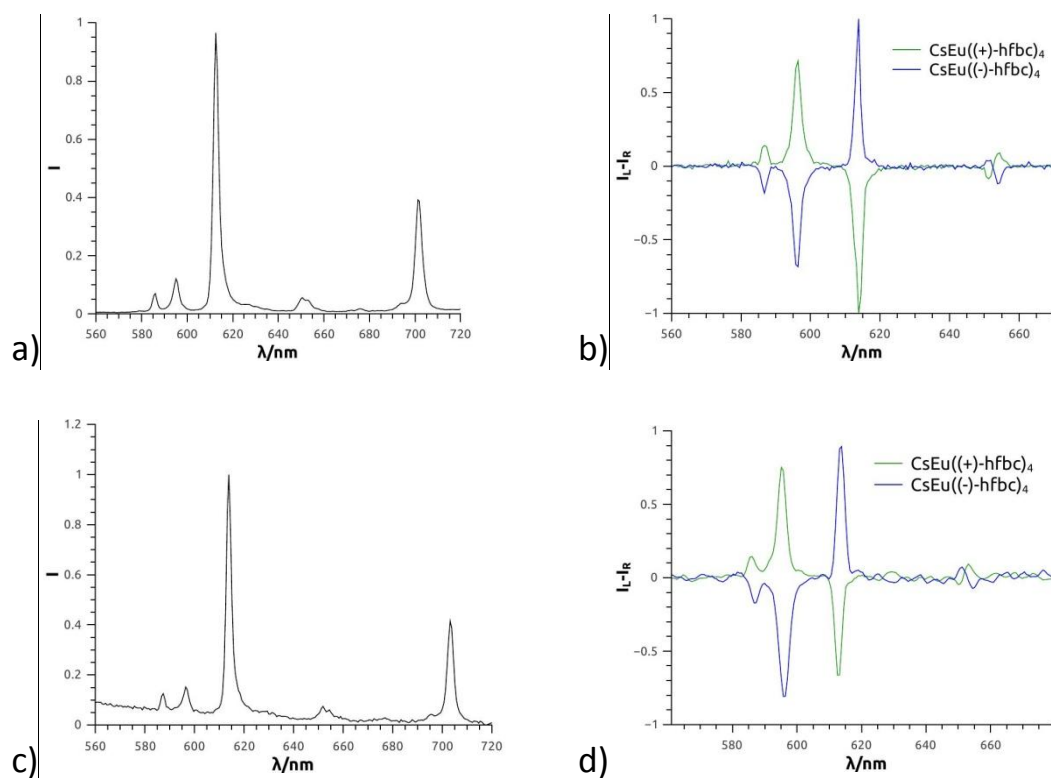 a)
1
0.8
0.6
0.4
0.2
0
I
560 580 600 620 640 660 680 700 720
λ/nm
b)
1
0.5
0
−0.5
−1
I_L-I_R
CsEu((+)-hfbc)₄
CsEu((-)-hfbc)₄
560 580 600 620 640 660
λ/nm
c)
1.2
1
0.8
0.6
0.4
0.2
0
I
560 580 600 620 640 660 680 700 720
λ/nm
d)
1
0.5
0
−0.5
−1
I_L-I_R
CsEu((+)-hfbc)₄
CsEu((-)-hfbc)₄
580 600 620 640 660
λ/nm